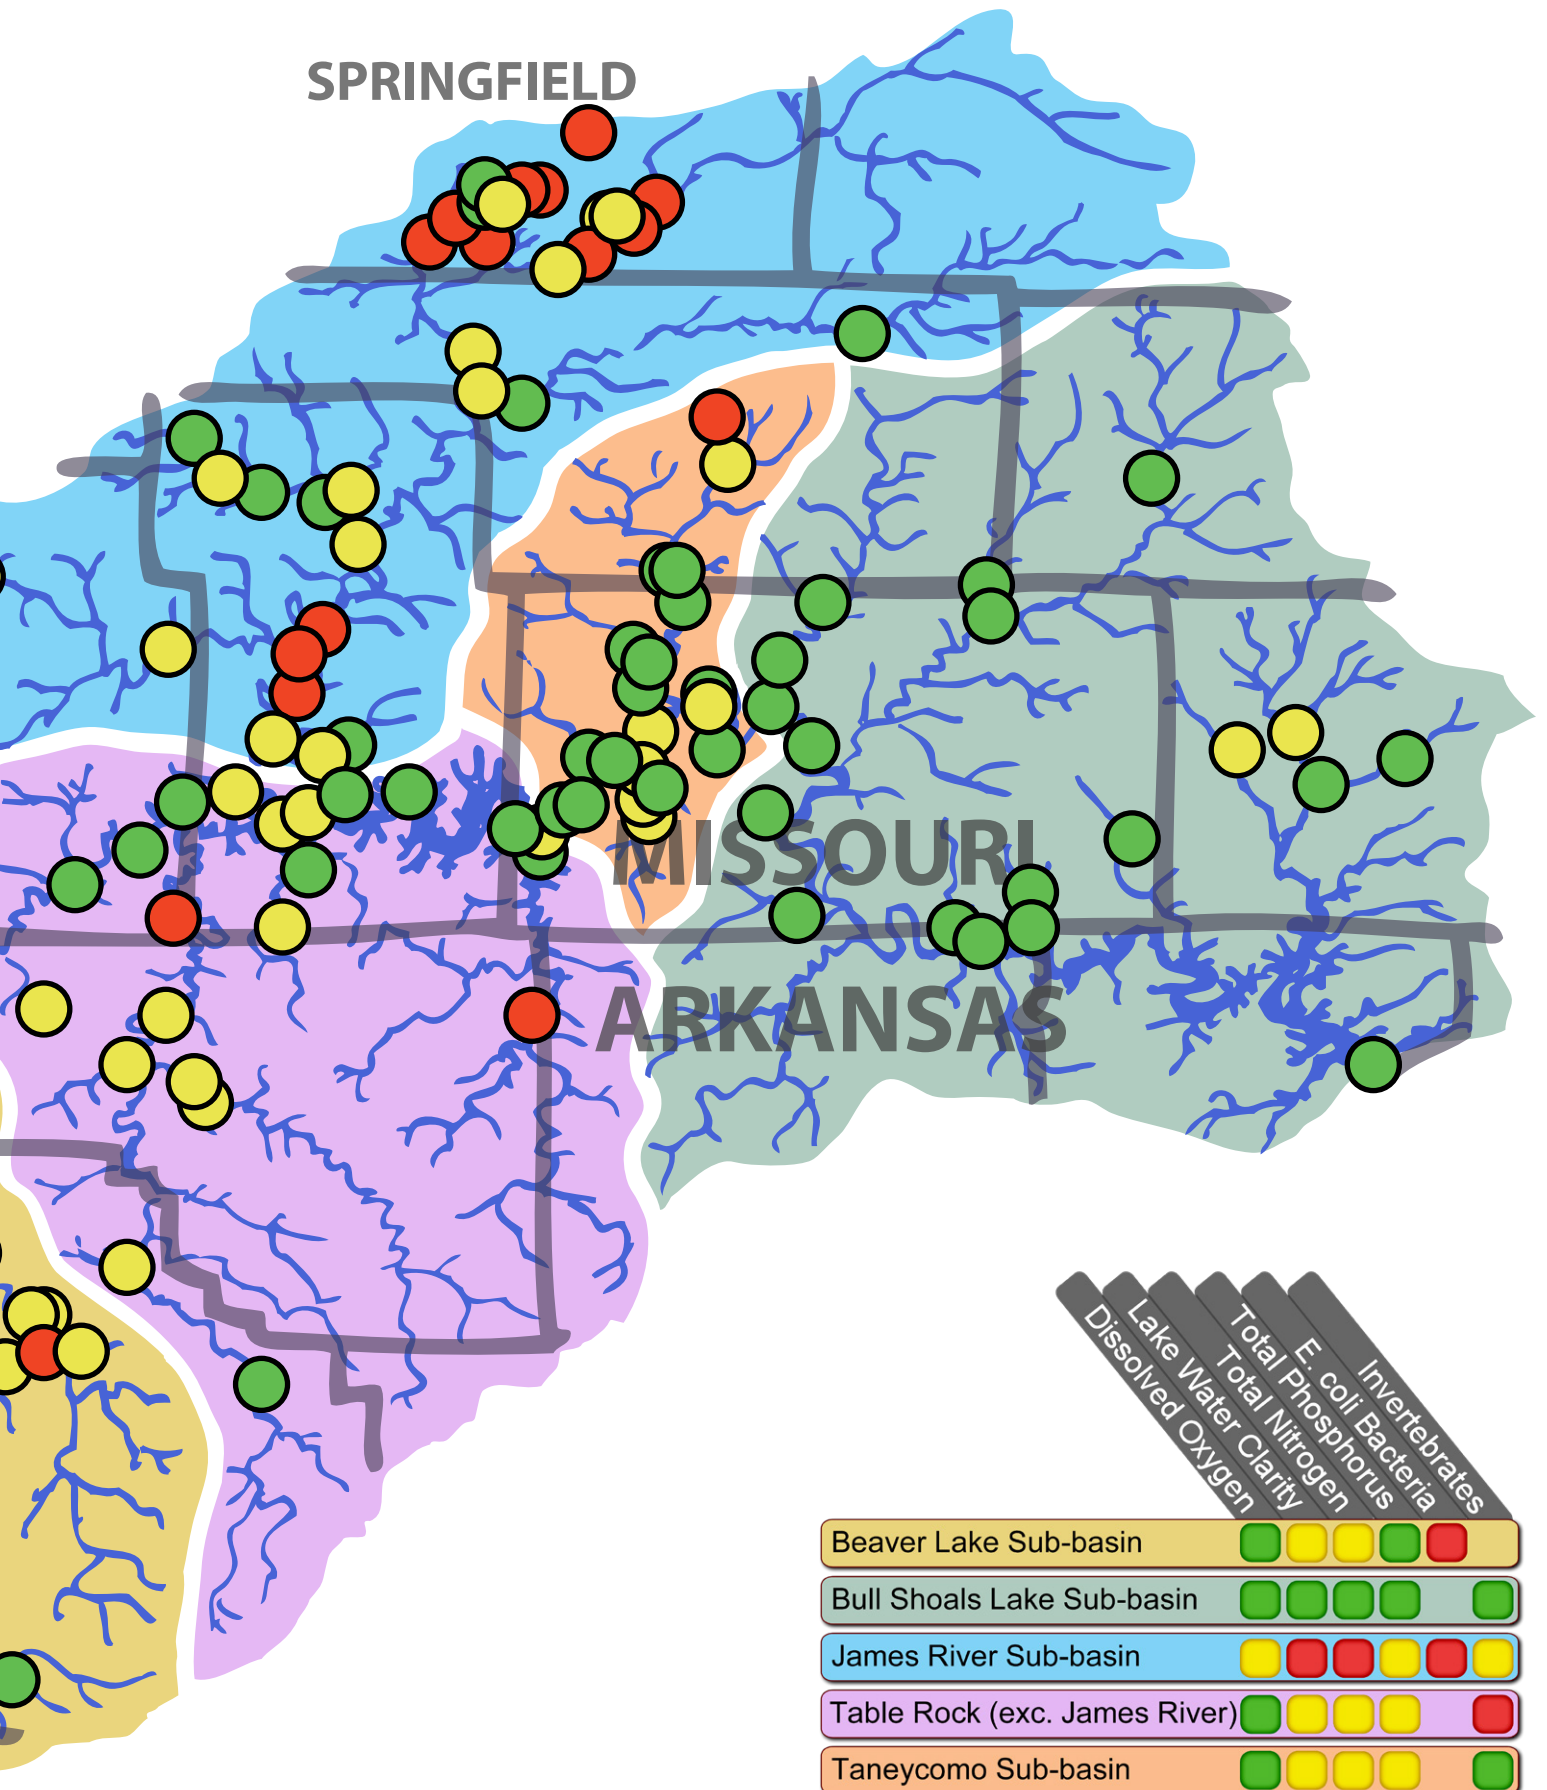 SPRINGFIELD
MISSOURI
ARKANSAS
Dissolved Oxygen
Lake Water Clarity
Total Nitrogen
Total Phosphorus
E. coli Bacteria
Invertebrates
Beaver Lake Sub-basin
Bull Shoals Lake Sub-basin
James River Sub-basin
Table Rock (exc. James River)
Taneycomo Sub-basin